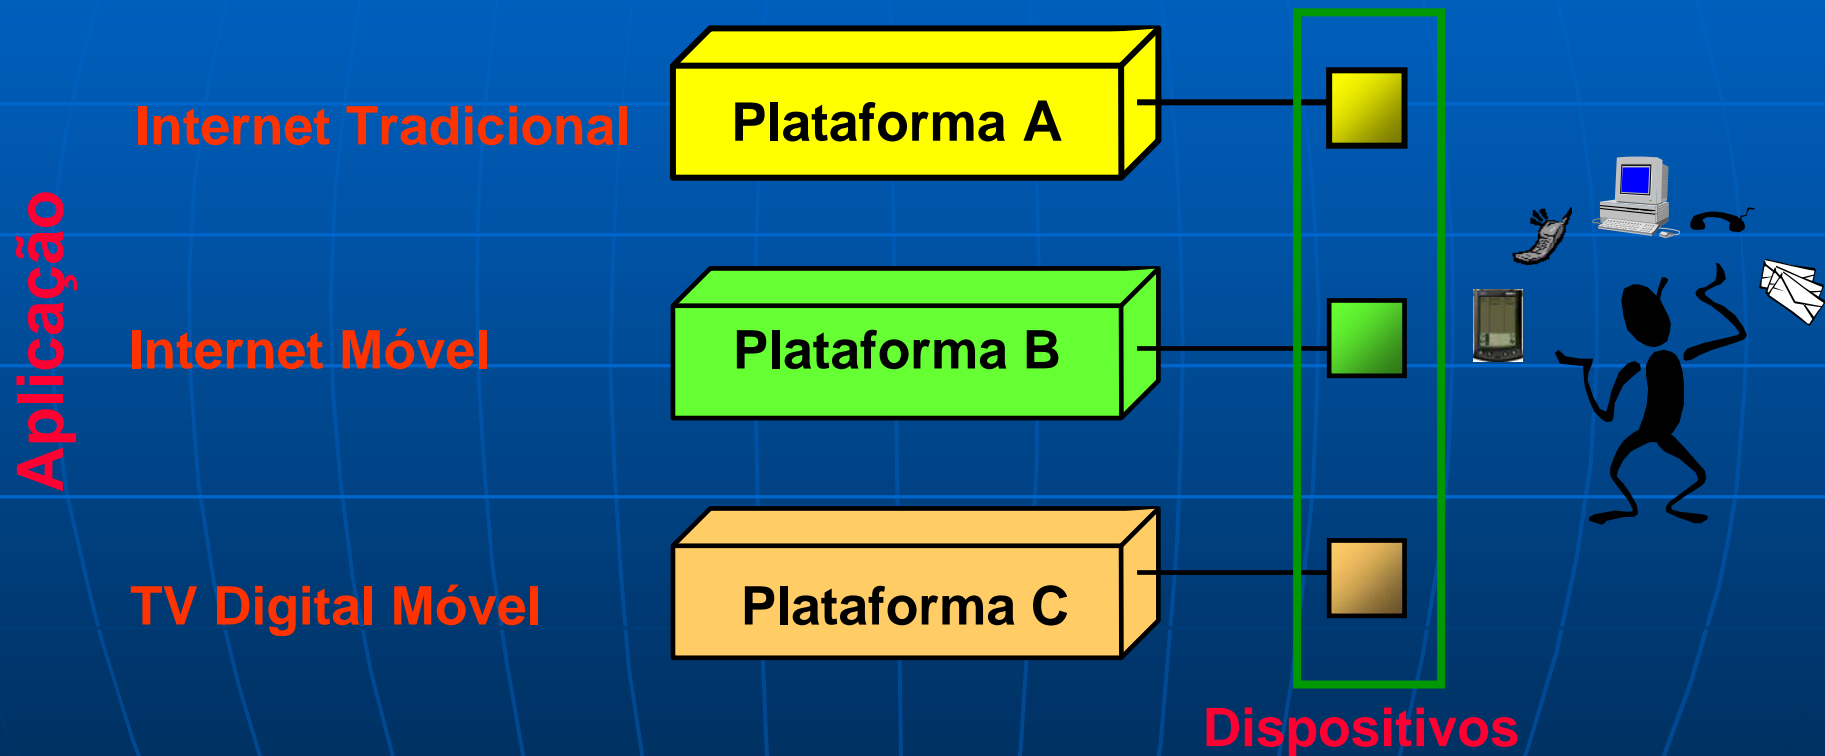 Aplicação
Internet Tradicional
Plataforma A
Internet Móvel
Plataforma B
TV Digital Móvel
Plataforma C
Dispositivos